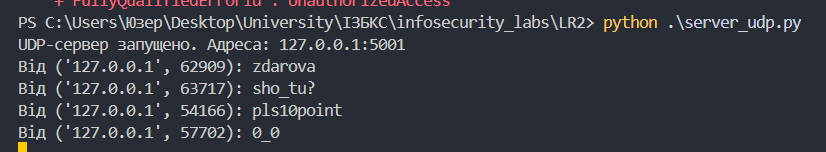 + FullyQualifiedErrorId : UnauthorizedAccess
PS C:\Users\Юзер\Desktop\University\ІЗБКС\infosecurity_labs\LR2> python .\server_udp.py
UDP-сервер запущено. Адреса: 127.0.0.1:5001
Від ('127.0.0.1', 62909): zdarova
Від ('127.0.0.1', 63717): sho_tu?
Від ('127.0.0.1', 54166): pls10point
Від ('127.0.0.1', 57702): 0_0